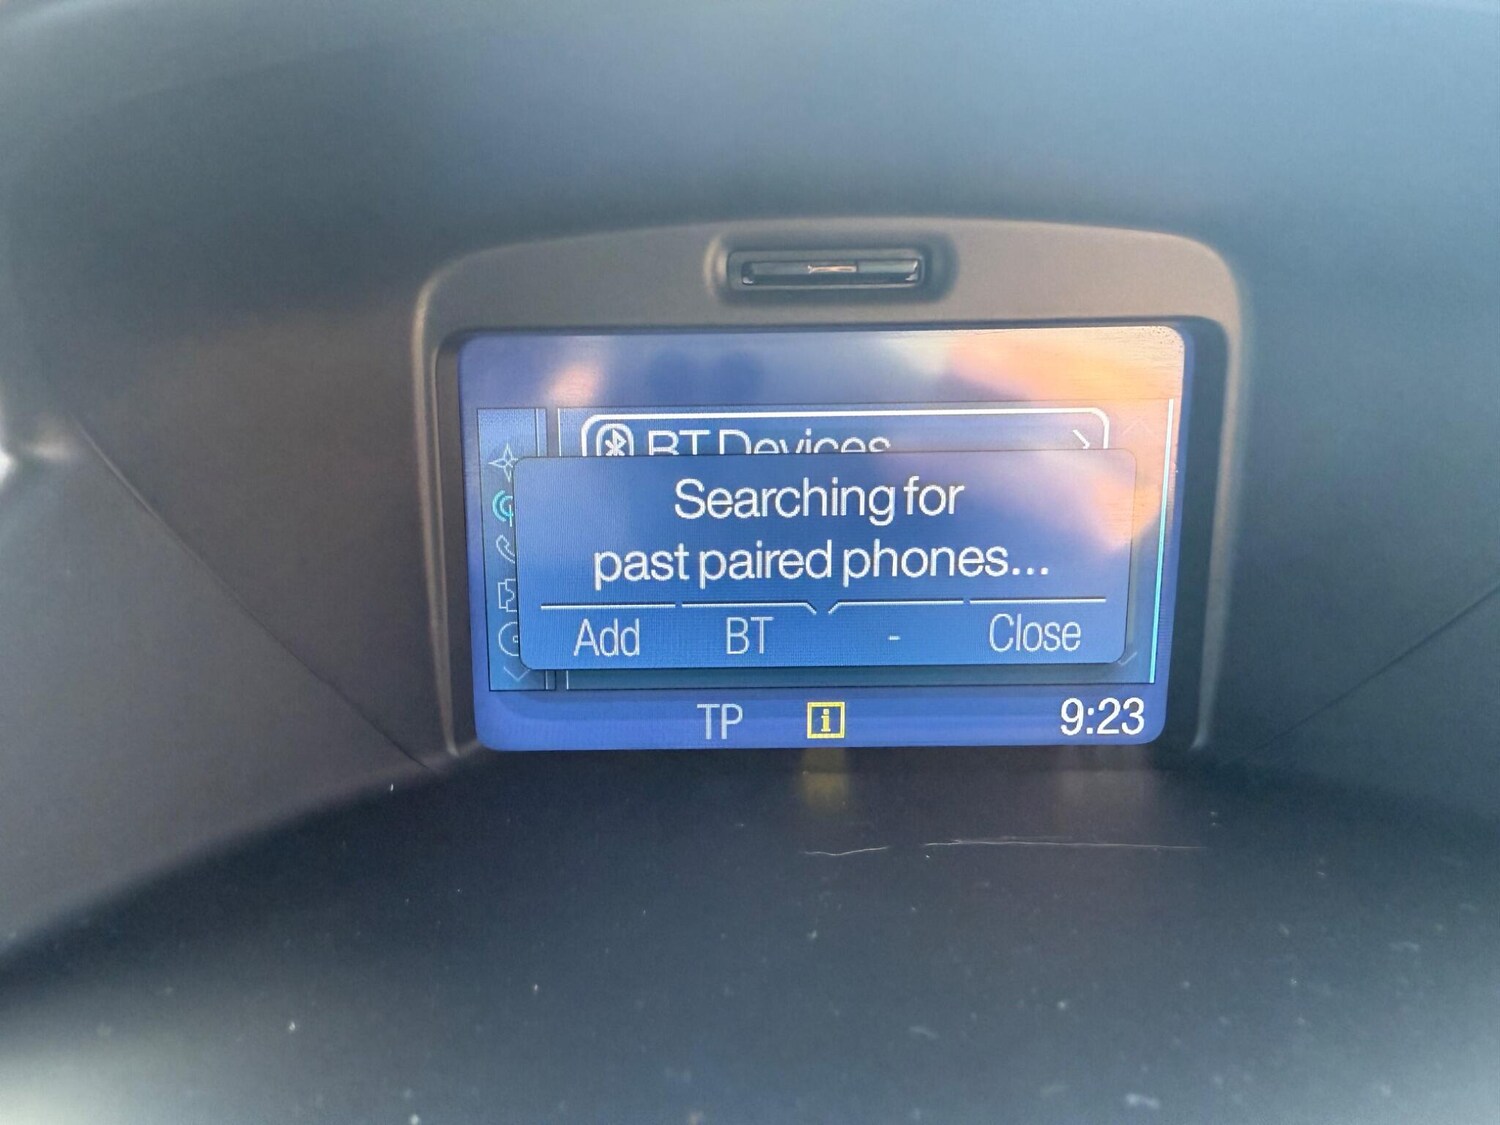 BT Devices
Searching for
past paired phones...
Add BT - Close
TP i 9:23